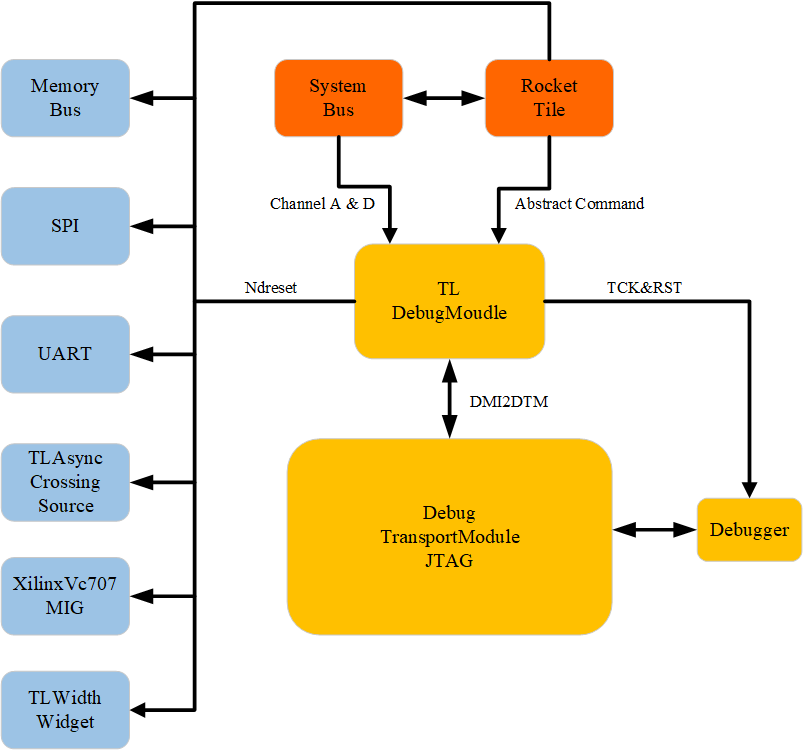 Memory
Bus
System
Bus
Rocket
Tile
SPI
Channel A & D
Abstract Command
TL
DebugMoudle
Ndreset
TCK&RST
UART
DMI2DTM
TLAsync
Crossing
Source
Debug
TransportModule
JTAG
Debugger
XilinxVc707
MIG
TLWidth
Widget